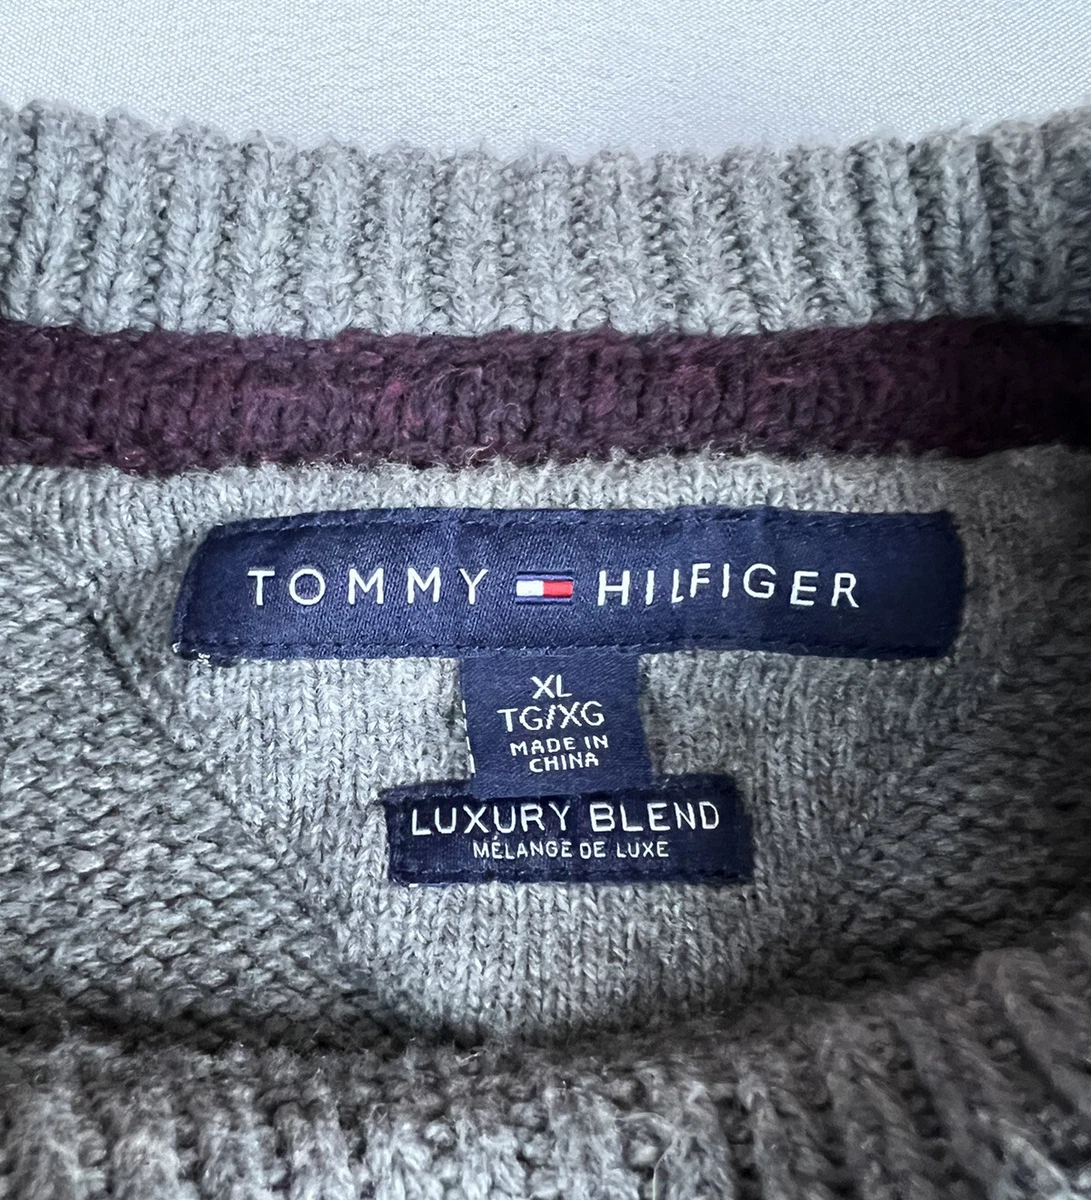 TOMMY HILFIGER
XL
TG/XG
MADE IN
CHINA
LUXURY BLEND
MÉLANGE DE LUXE